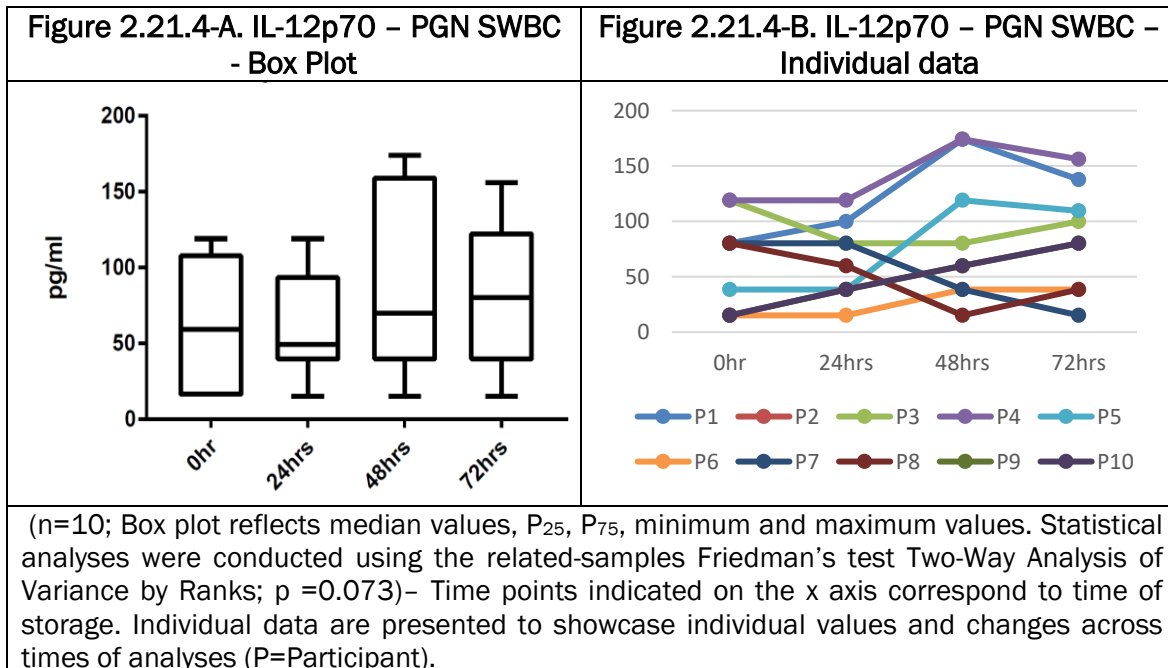 Figure 2.21.4-A. IL-12p70 – PGN SWBC
- Box Plot
Figure 2.21.4-B. IL-12p70 – PGN SWBC –
Individual data
200
150
100
50
0
pg/ml
0hr
24hrs
48hrs
72hrs
200
150
100
50
0
0hr 24hrs 48hrs 72hrs
P1 P2 P3 P4 P5
P6 P7 P8 P9 P10
(n=10; Box plot reflects median values, P25, P75, minimum and maximum values. Statistical
analyses were conducted using the related-samples Friedman's test Two-Way Analysis of
Variance by Ranks; p =0.073)– Time points indicated on the x axis correspond to time of
storage. Individual data are presented to showcase individual values and changes across
times of analyses (P=Participant).